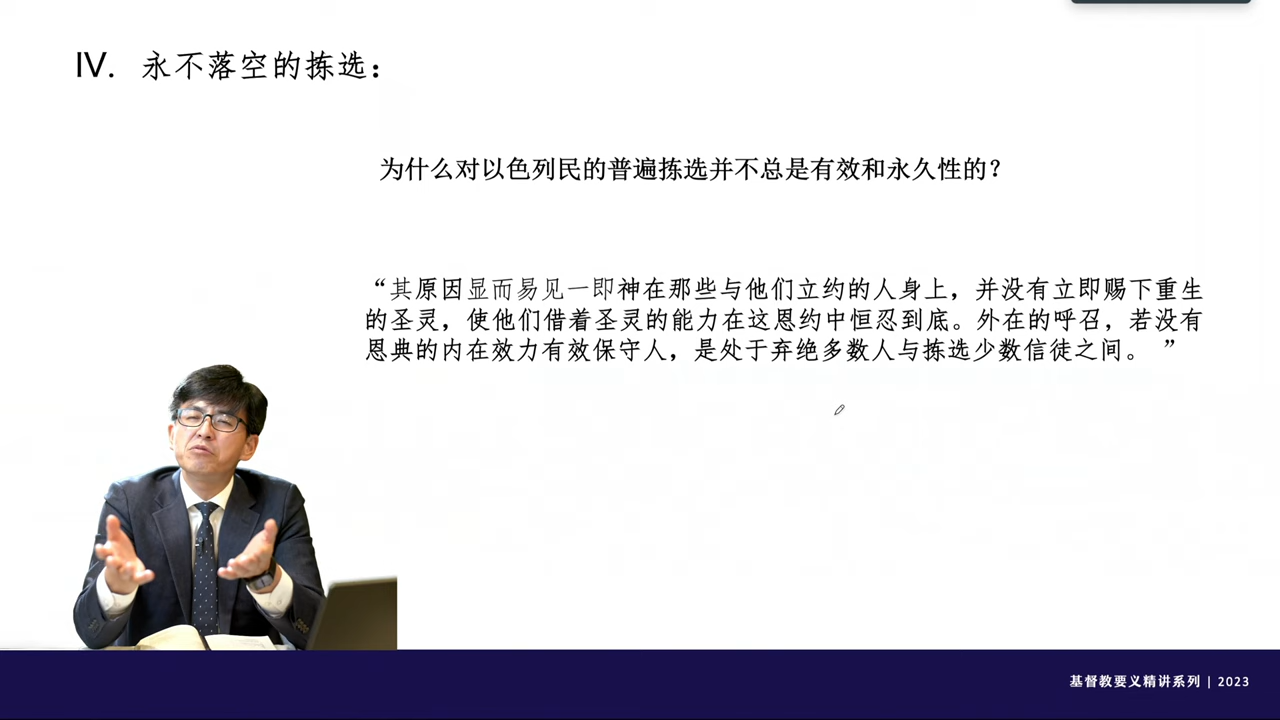 IV. 永不落空的拣选：
为什么对以色列民的普遍拣选并不总是有效和永久性的？
“其原因显而易见一即神在那些与他们立约的人身上，并没有立即赐下重生
的圣灵，使他们借着圣灵的能力在这恩约中恒忍到底。外在的呼召，若没有
恩典的内在效力有效保守人，是处于弃绝多数人与拣选少数信徒之间。 ”
基督教要义精讲系列 | 2023